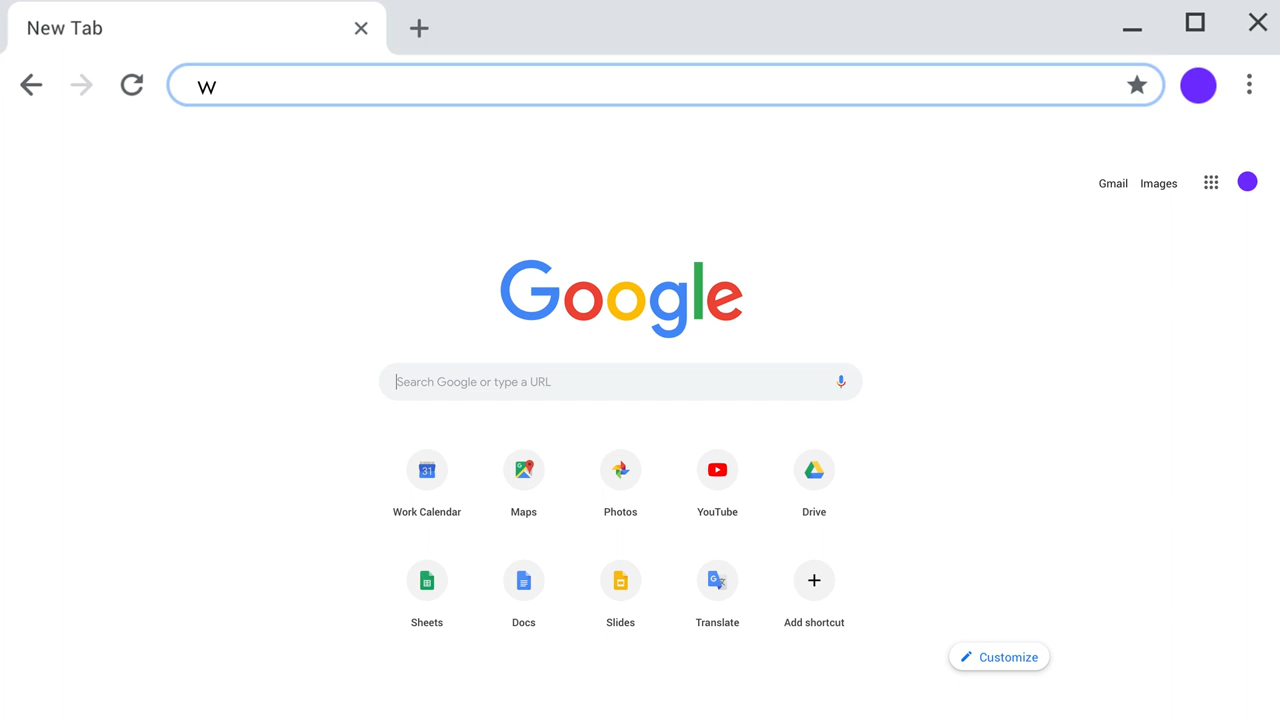 New Tab
w
Gmail Images
Google
Search Google or type a URL
31
Work Calendar Maps Photos YouTube Drive
Sheets Docs Slides Translate Add shortcut
Customize